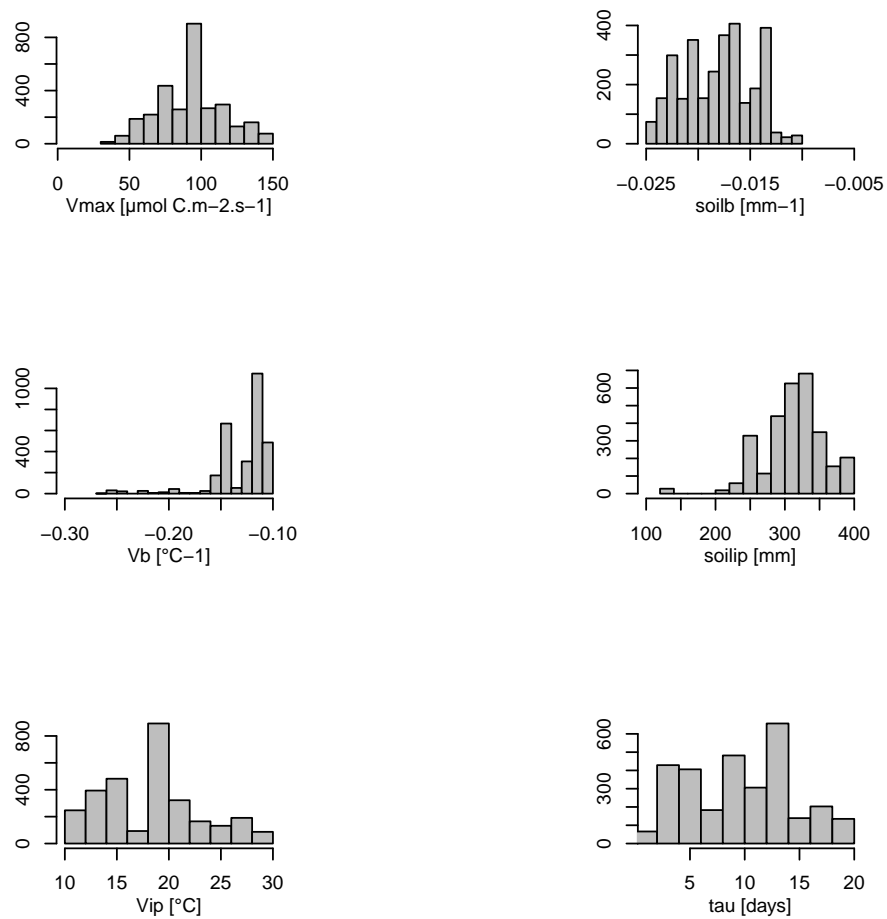 800
400
0
0 50 100 150
Vmax [µmol C.m−2.s−1]
400
200
0
−0.025 −0.015 −0.005
soilb [mm−1]
1000
400
0
−0.30 −0.20 −0.10
Vb [°C−1]
600
300
0
100 200 300 400
soilip [mm]
800
400
0
10 15 20 25 30
Vip [°C]
600
300
0
5 10 15 20
tau [days]